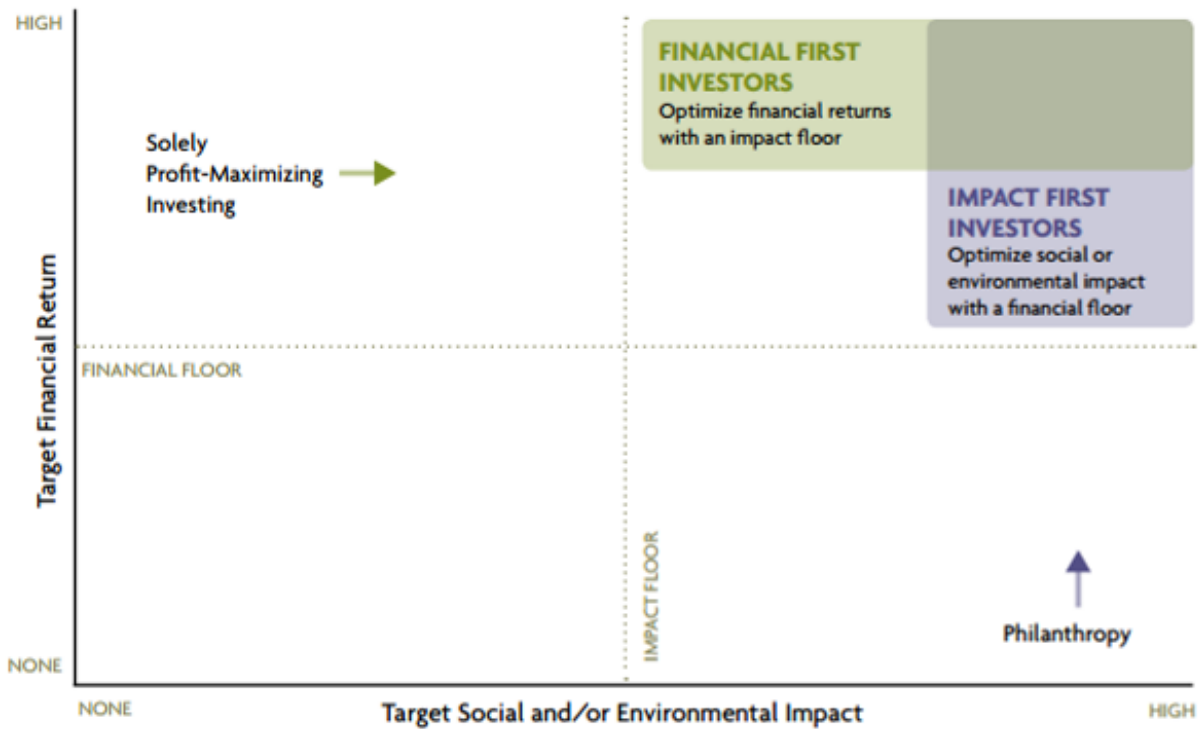 HIGH
FINANCIAL FIRST
INVESTORS
Optimize financial returns
with an impact floor
Solely
Profit-Maximizing
Investing
IMPACT FIRST
INVESTORS
Optimize social or
environmental impact
with a financial floor
Target Financial Return
FINANCIAL FLOOR
IMPACT FLOOR
Philanthropy
NONE
NONE
Target Social and/or Environmental Impact
HIGH